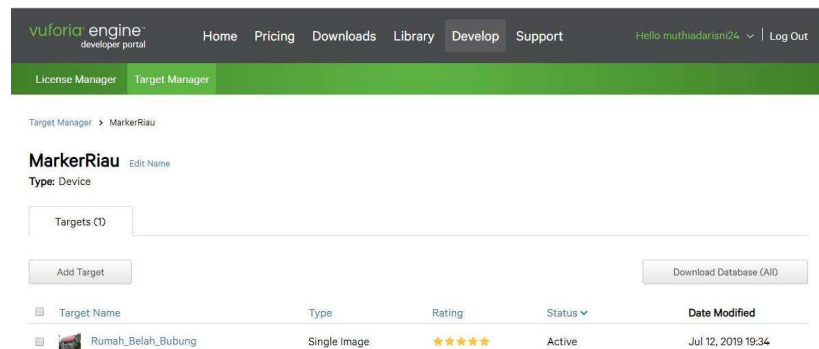 vuforia engine™ Home Pricing Downloads Library Develop Support Hello muthiadarisni24 | Log Out
developer portal
License Manager Target Manager
Target Manager > MarkerRiau
MarkerRiau Edit Name
Type: Device
Targets (1)
Add Target Download Database (All)
Target Name Type Rating Status Date Modified
Rumah_Belah_Bubung Single Image Active Jul 12, 2019 19:34